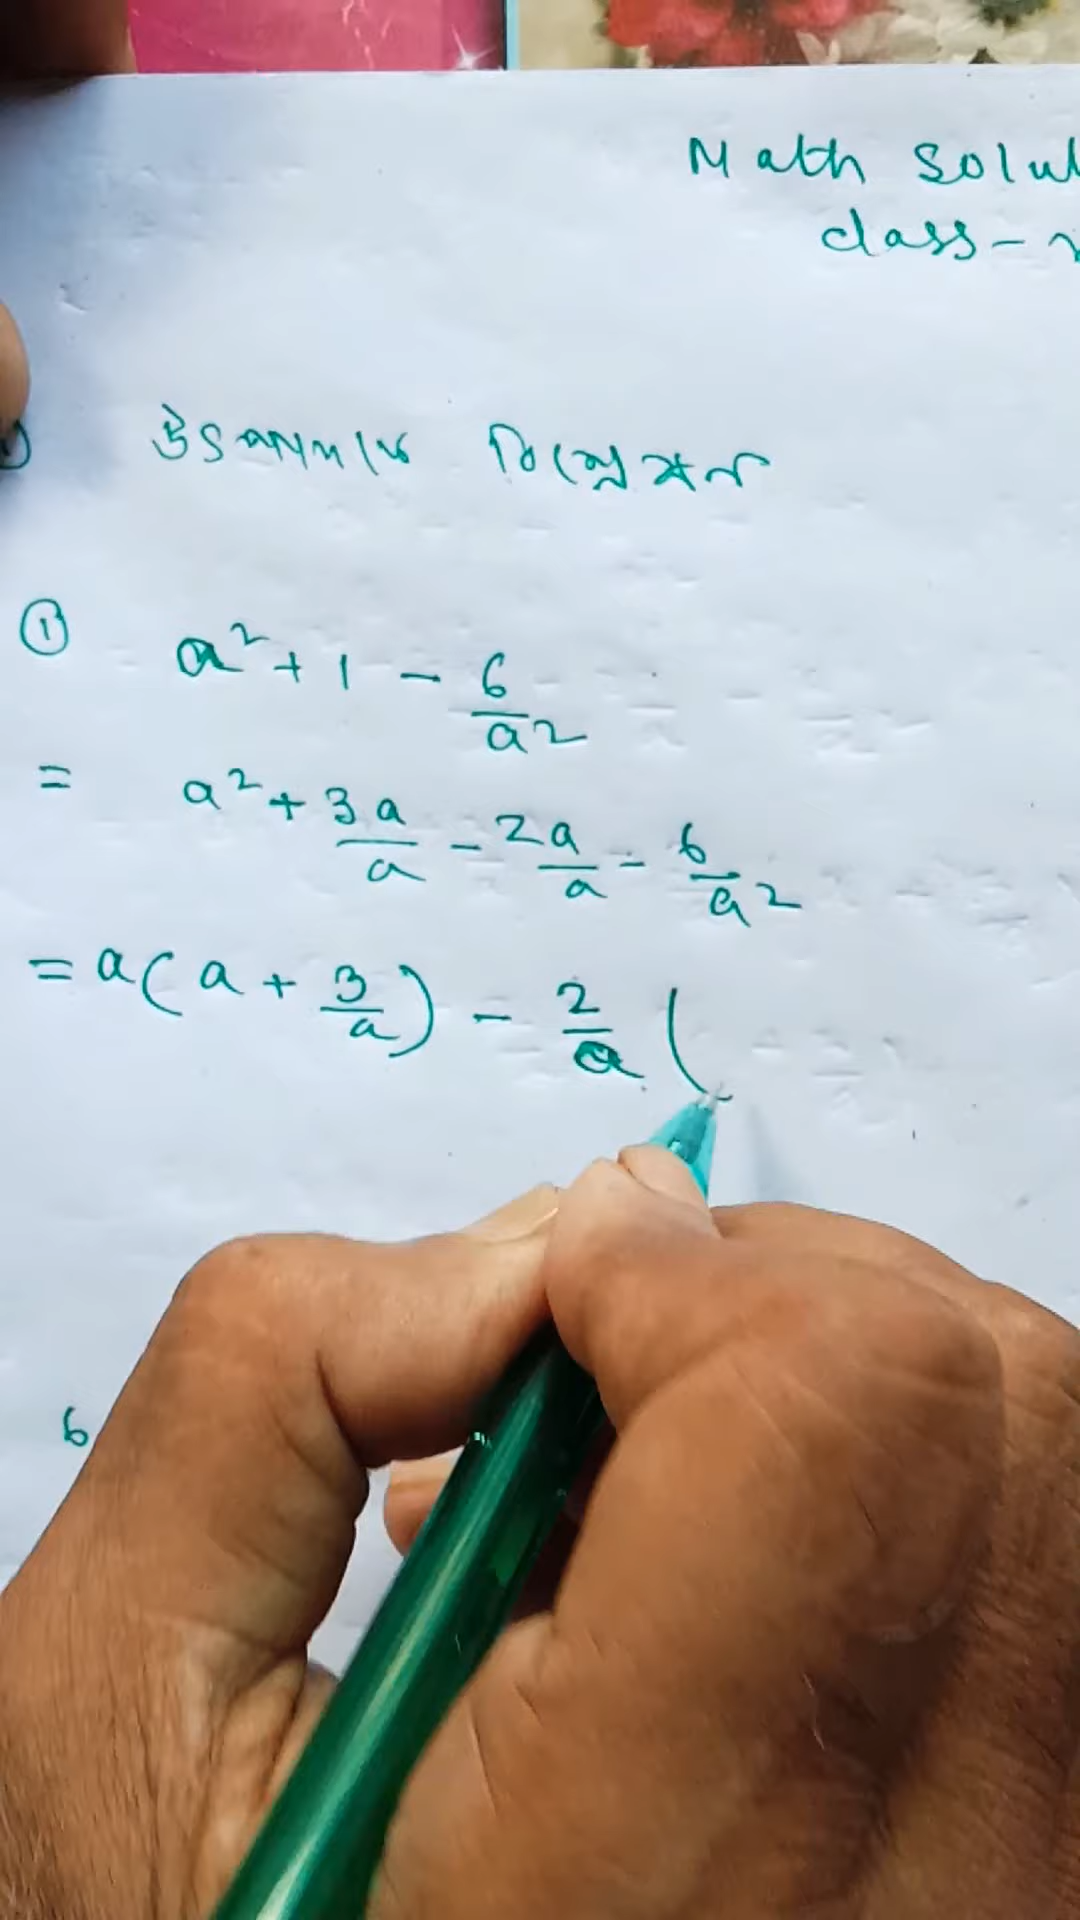 Math Solu
class -
উৎপাদকে বিশ্লেষণ
① a² + 1 - 6/a²
= a² + 3a/a - 2a/a - 6/a²
= a(a + 3/a) - 2/a (
6